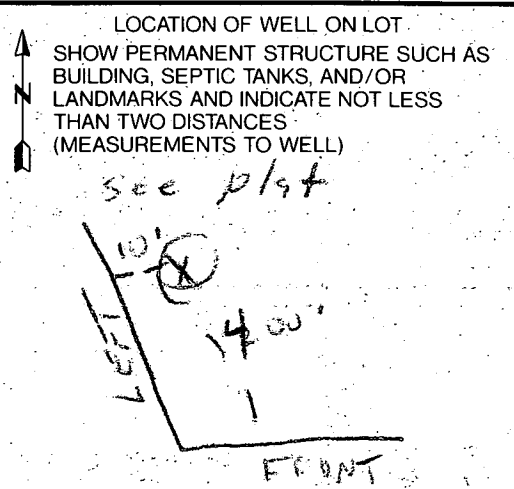 LOCATION OF WELL ON LOT
SHOW PERMANENT STRUCTURE SUCH AS
BUILDING, SEPTIC TANKS, AND/OR
N
LANDMARKS AND INDICATE NOT LESS
THAN TWO DISTANCES
(MEASUREMENTS TO WELL)
See plat
10'
X
LEFT
FRONT